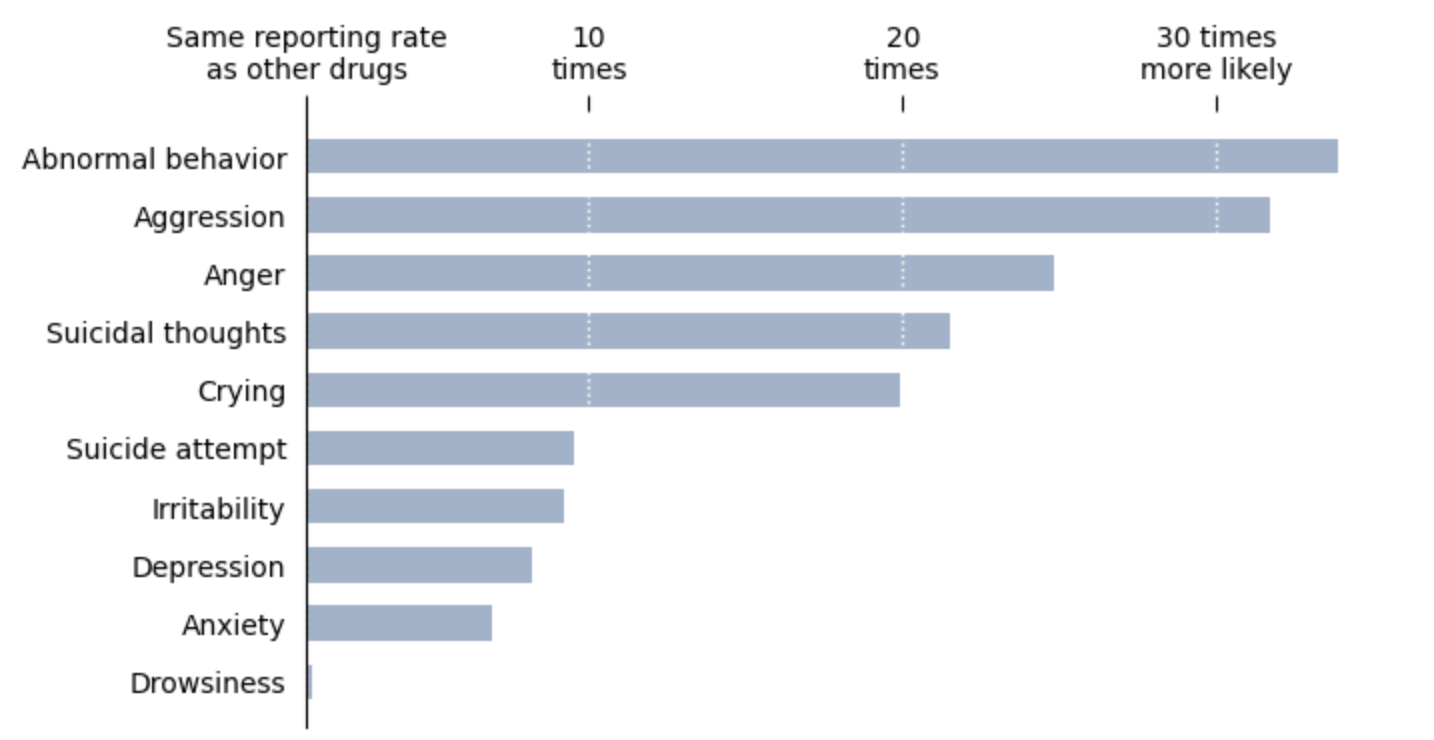 Same reporting rate
as other drugs
10
times
20
times
30 times
more likely
Abnormal behavior
Aggression
Anger
Suicidal thoughts
Crying
Suicide attempt
Irritability
Depression
Anxiety
Drowsiness